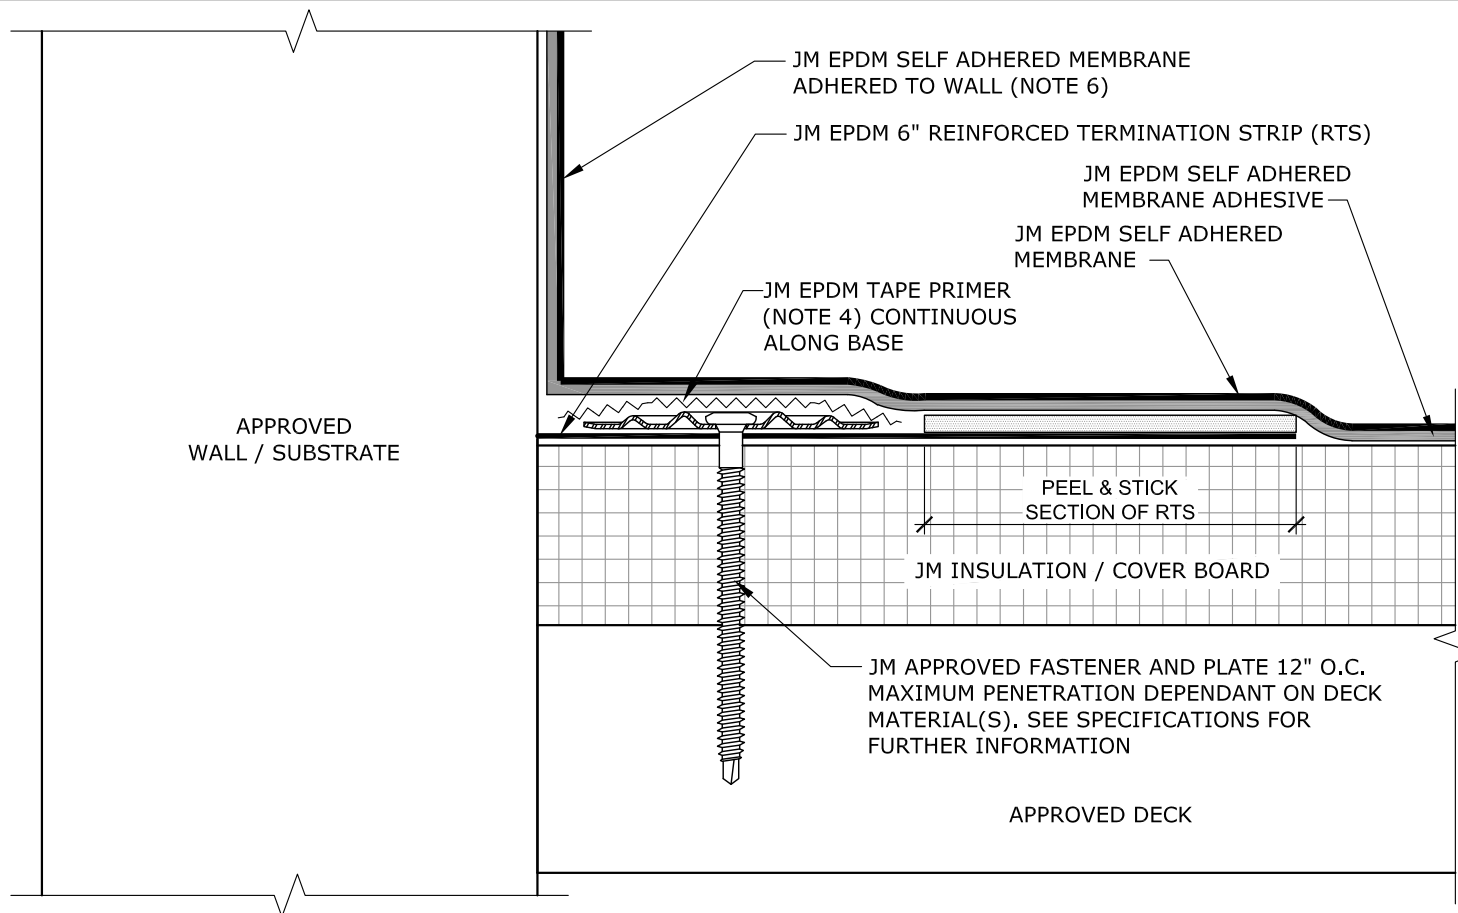 JM EPDM SELF ADHERED MEMBRANE
ADHERED TO WALL (NOTE 6)
JM EPDM 6" REINFORCED TERMINATION STRIP (RTS)
JM EPDM SELF ADHERED
MEMBRANE ADHESIVE
JM EPDM SELF ADHERED
MEMBRANE
JM EPDM TAPE PRIMER
(NOTE 4) CONTINUOUS
ALONG BASE
APPROVED
WALL / SUBSTRATE
PEEL & STICK
SECTION OF RTS
JM INSULATION / COVER BOARD
JM APPROVED FASTENER AND PLATE 12" O.C.
MAXIMUM PENETRATION DEPENDANT ON DECK
MATERIAL(S). SEE SPECIFICATIONS FOR
FURTHER INFORMATION
APPROVED DECK